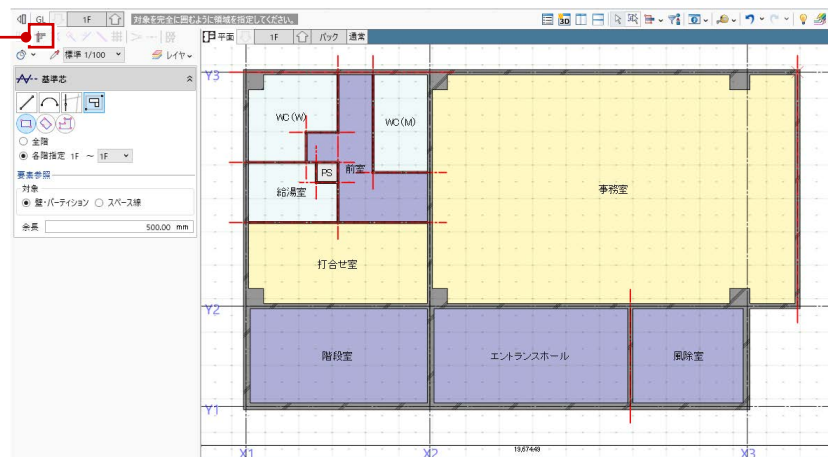 GL 1F 対象を完全に囲むように領域を指定してください。 3D
平面 1F バック 通常
標準 1/100 レイヤ
基準芯
全階
各階指定 1F ～ 1F
要素参照
対象
壁・パーティション スペース線
余長 500.00 mm
Y3
WC(W)
WC(M)
PS 前室
給湯室
事務室
打合せ室
Y2
階段室 エントランスホール 風除室
Y1
13,674.49
X1 X2 X3